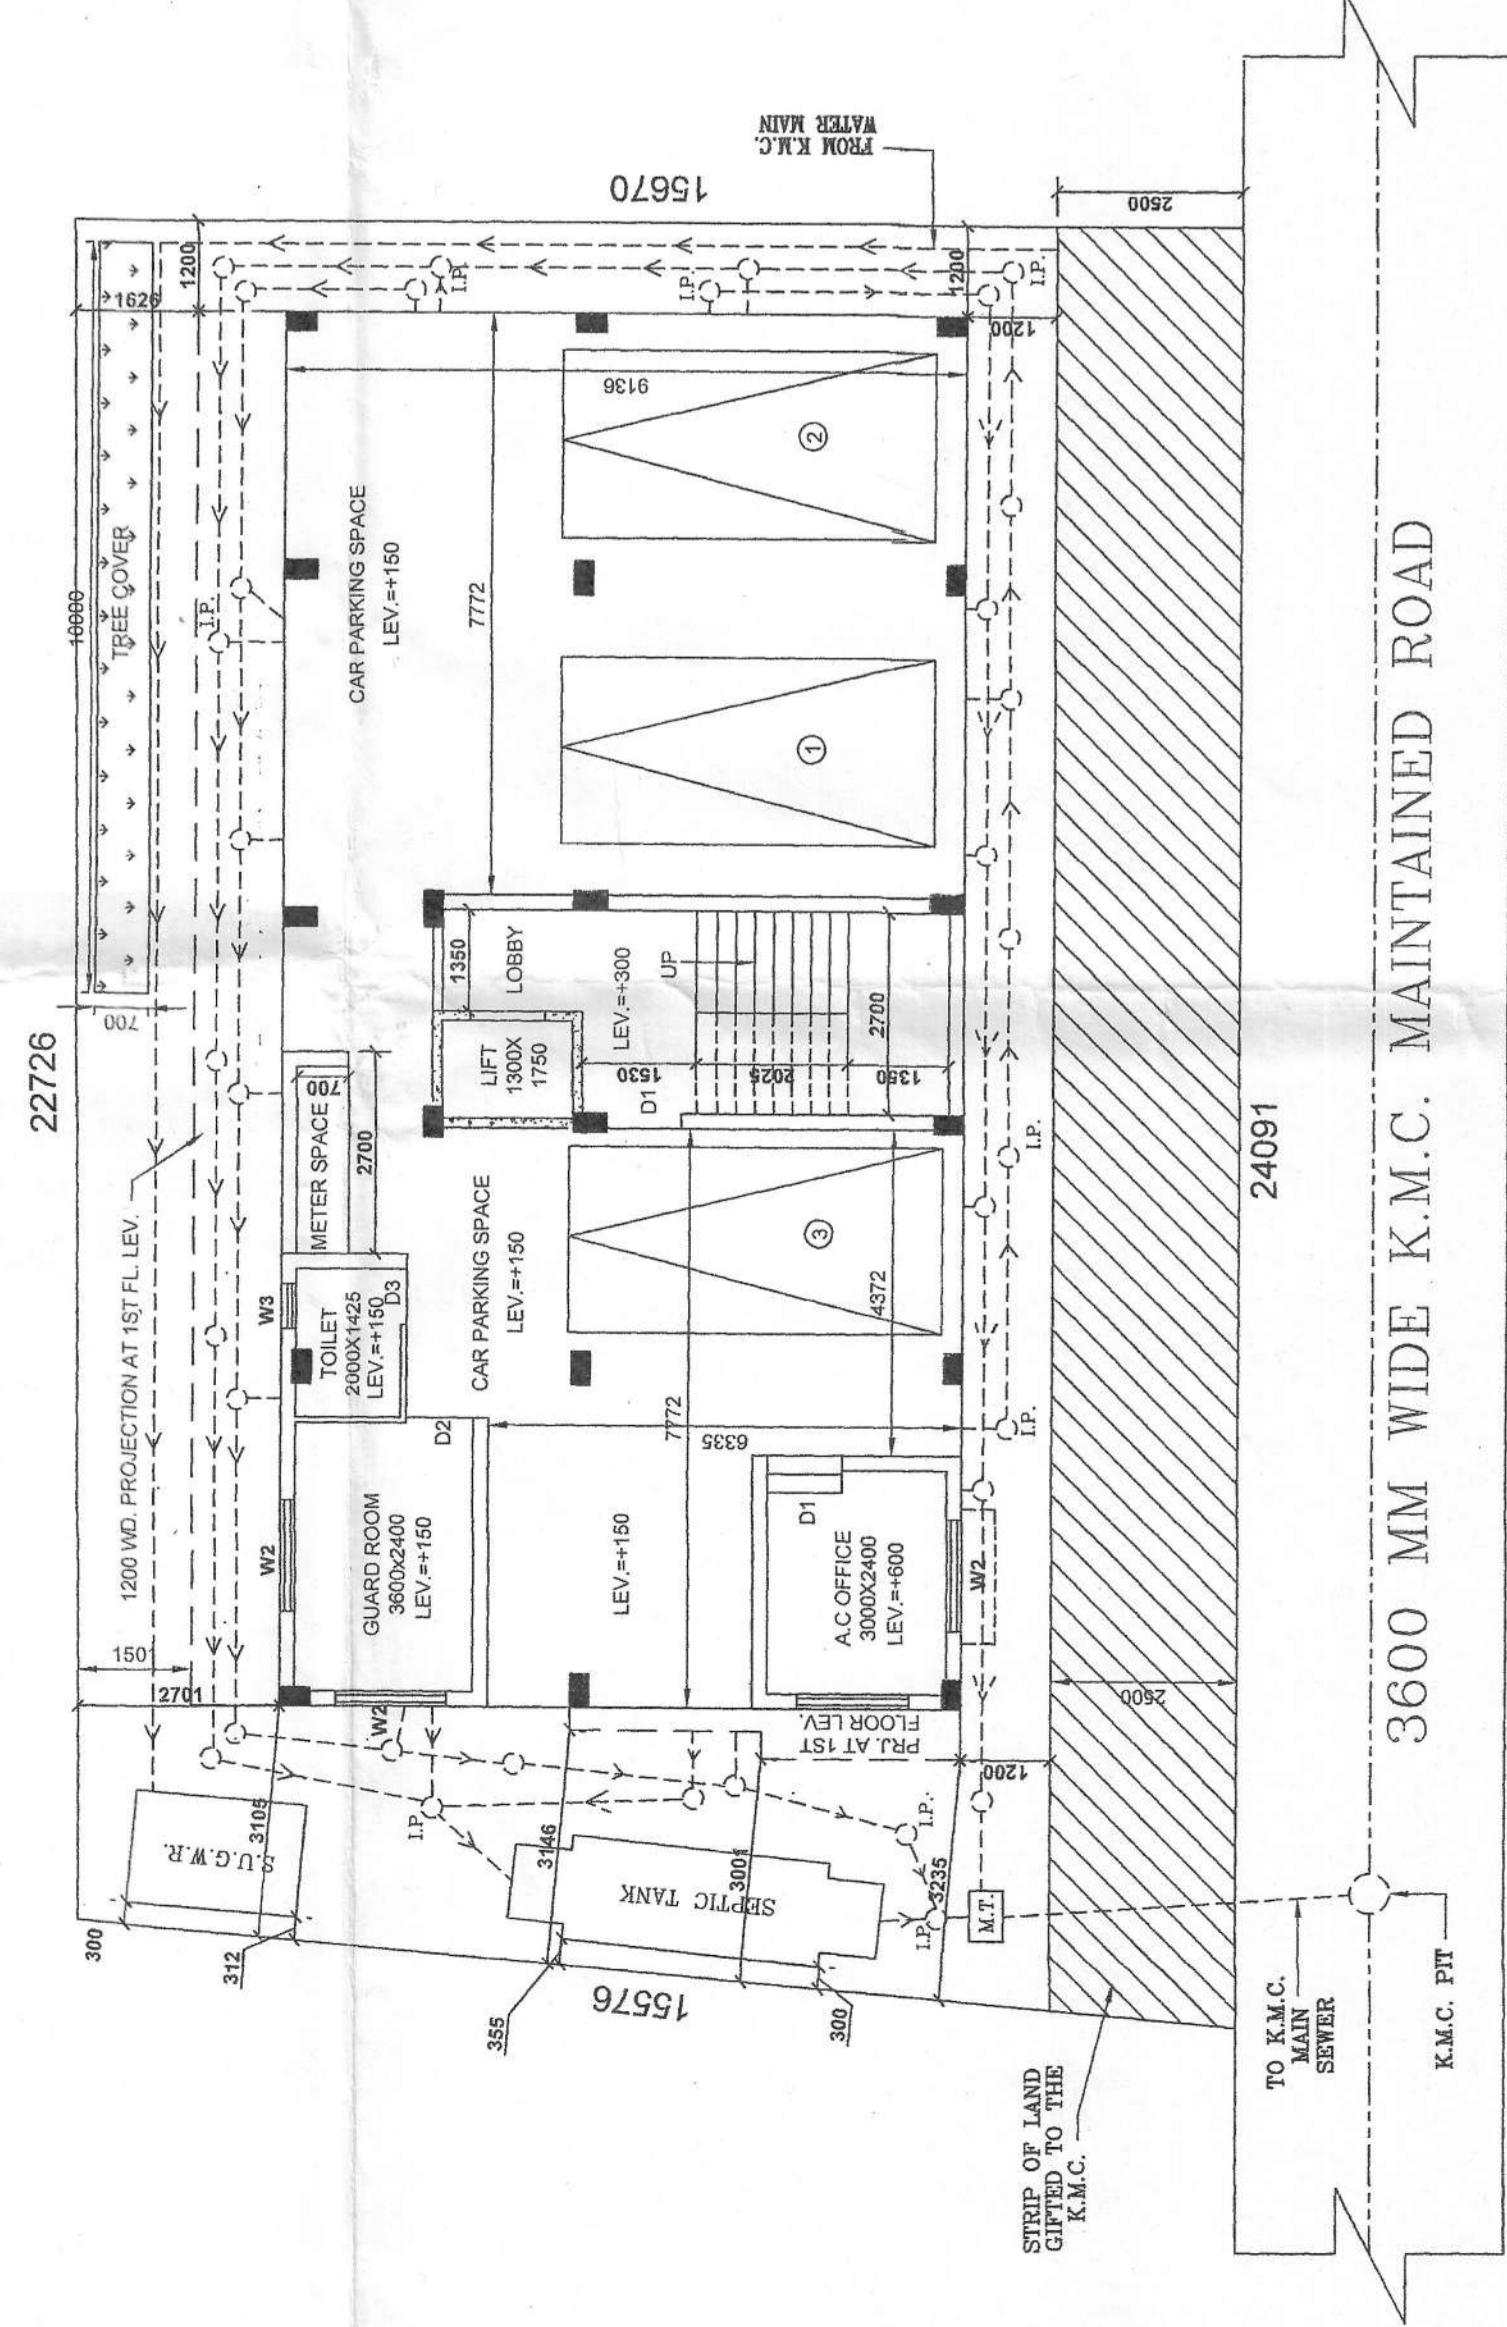 22726
10000
TREE COVER
1626
1200
700
1200 WD. PROJECTION AT 1ST FL. LEV.
150
2701
15670
FROM K.M.C.
WATER MAIN
I.P.
I.P.
I.P.
I.P.
1200
1200
2500
CAR PARKING SPACE
LEV.=+150
7772
9136
1
2
METER SPACE
700
2700
LIFT
1300X
1750
1350
LOBBY
LEV.=+300
UP
1530
2025
1350
2700
D1
W3
TOILET
2000X1425
LEV.=+150
D3
CAR PARKING SPACE
LEV.=+150
3
4372
7772
6335
W2
GUARD ROOM
3600x2400
LEV.=+150
D2
W2
LEV.=+150
A.C OFFICE
3000X2400
LEV.=+600
D1
W2
PRJ. AT 1ST
FLOOR LEV.
1200
2500
I.P.
I.P.
S.U.G.W.R.
3105
300
312
I.P.
3146
SEPTIC TANK
3001
3235
I.P.
I.P.
M.T.
355
300
15576
24091
STRIP OF LAND
GIFTED TO THE
K.M.C.
TO K.M.C.
MAIN
SEWER
K.M.C. PIT
3600 MM WIDE K.M.C. MAINTAINED ROAD